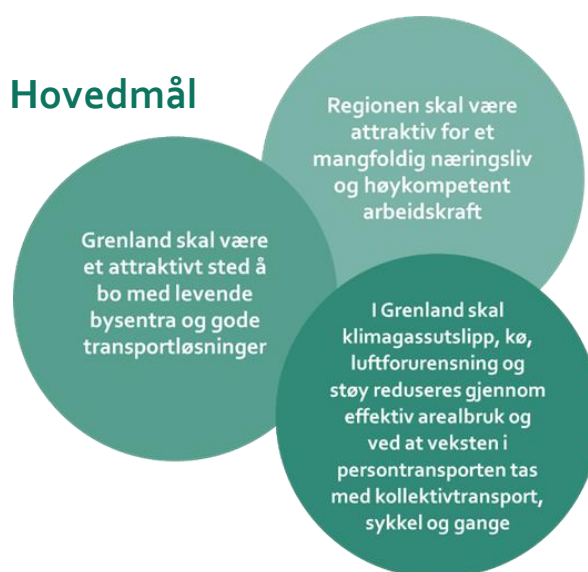 Hovedmål
Regionen skal være
attraktiv for et
mangfoldig næringsliv
og høykompetent
arbeidskraft
Grenland skal være
et attraktivt sted å
bo med levende
bysentra og gode
transportløsninger
I Grenland skal
klimagassutslipp, kø,
luftforurensning og
støy reduseres gjennom
effektiv arealbruk og
ved at veksten i
persontransporten tas
med kollektivtransport,
sykkel og gange